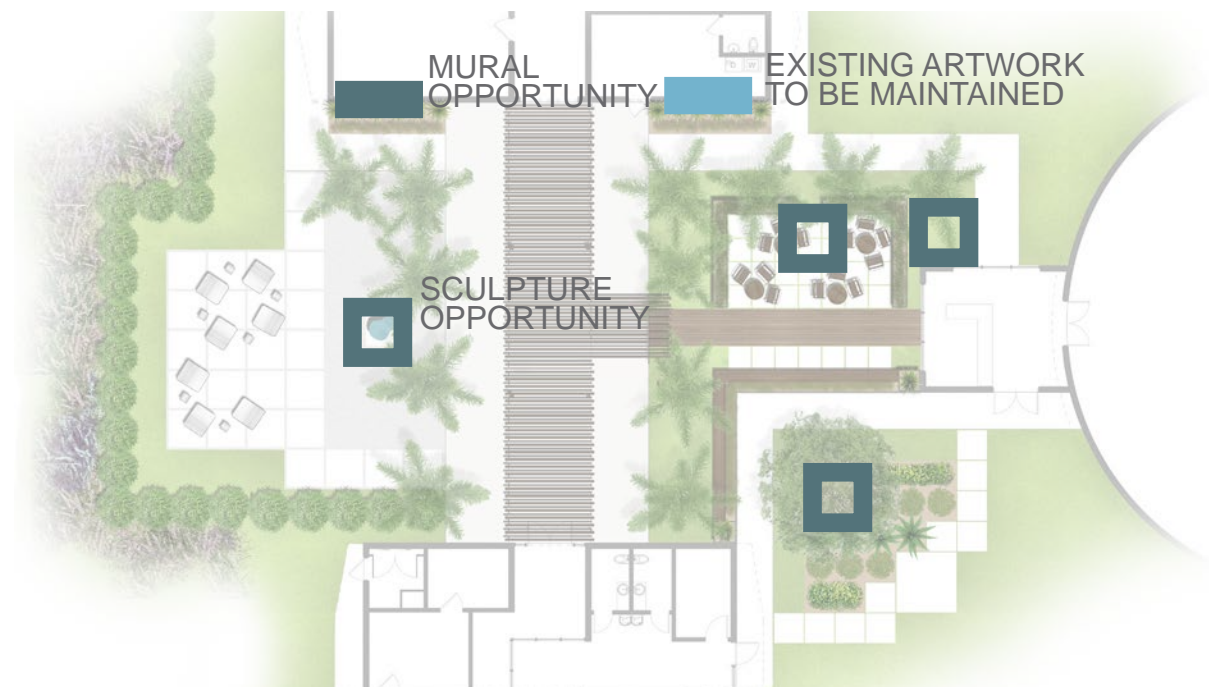 MURAL
OPPORTUNITY
EXISTING ARTWORK
TO BE MAINTAINED
SCULPTURE
OPPORTUNITY